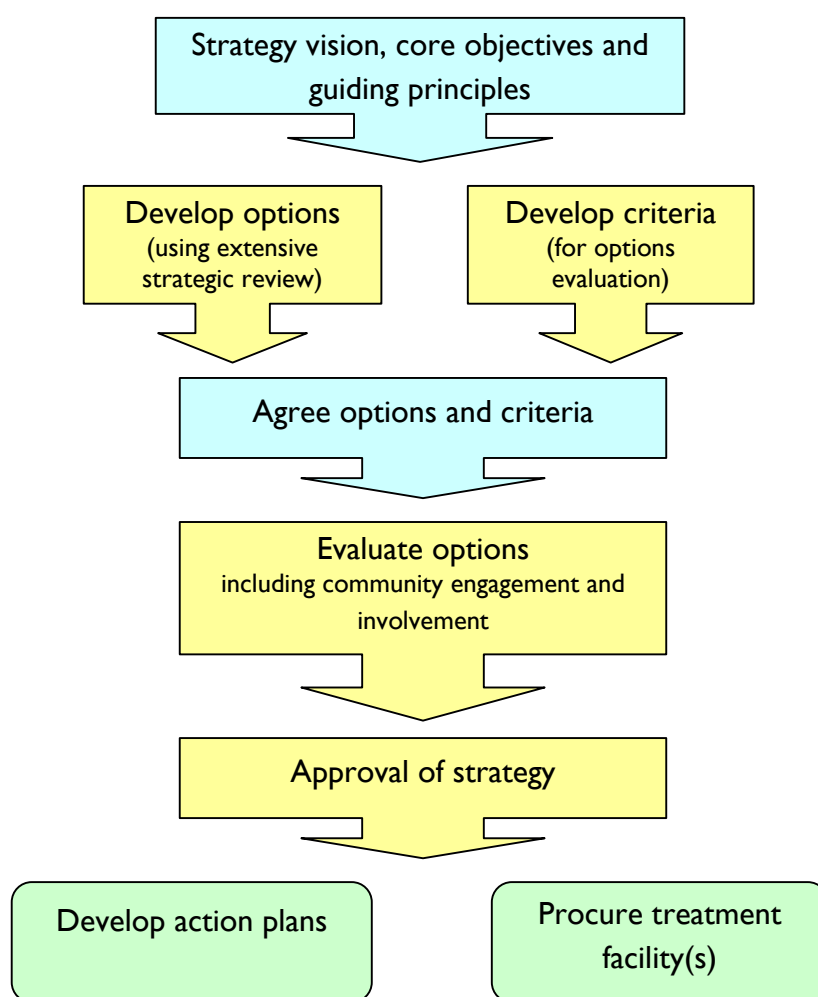 Strategy vision, core objectives and
guiding principles
Develop options
(using extensive
strategic review)
Develop criteria
(for options
evaluation)
Agree options and criteria
Evaluate options
including community engagement and
involvement
Approval of strategy
Develop action plans
Procure treatment
facility(s)